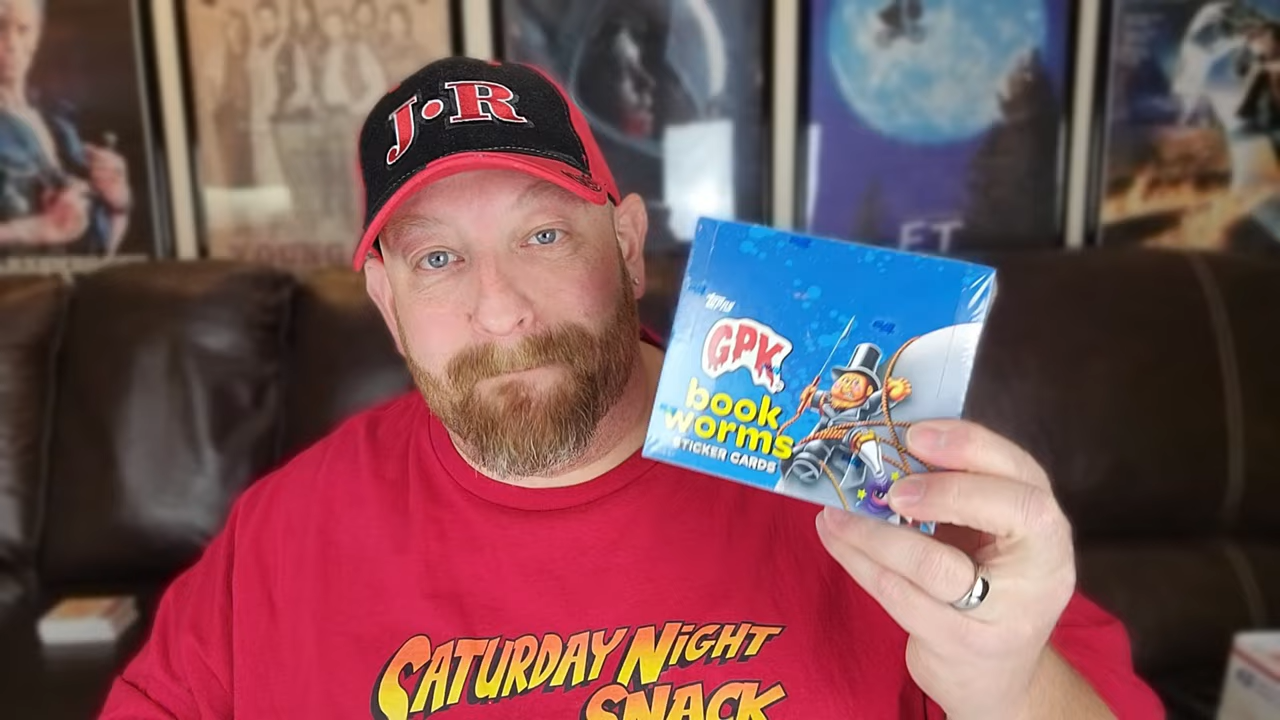 J•R
E.T.
topps
GPK
book
worms
STICKER CARDS
SATURDAY NIGHT
SNACK